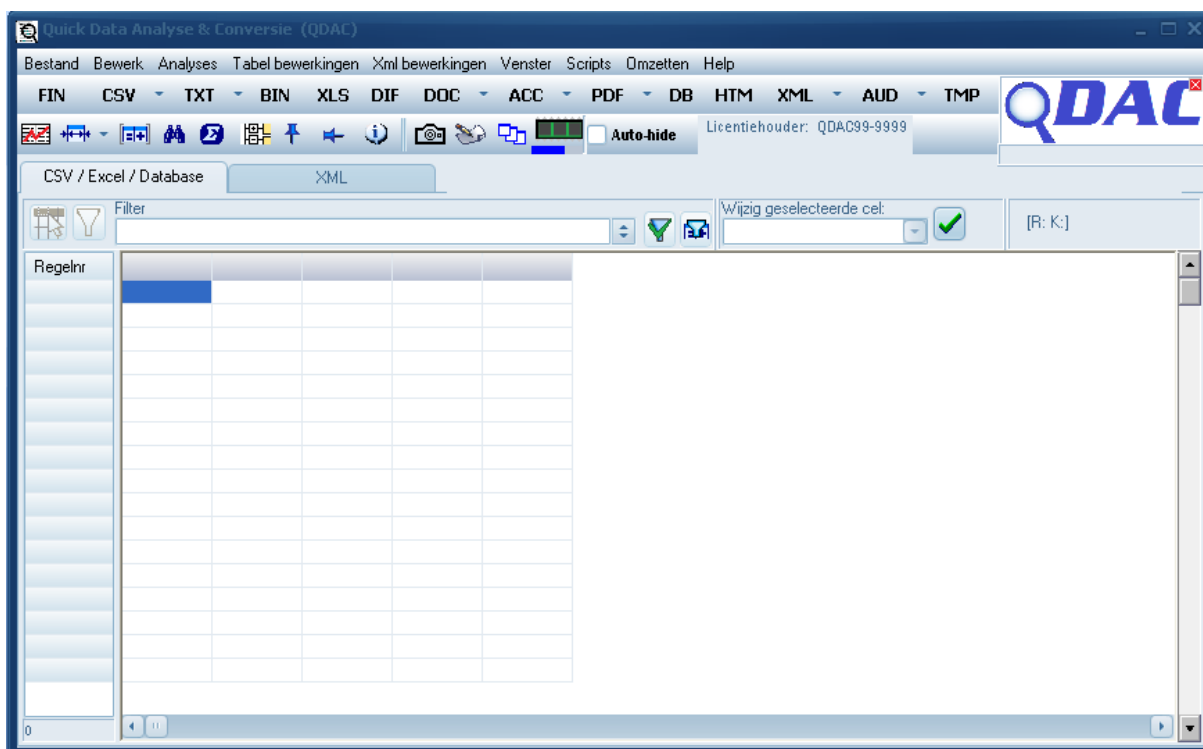 Quick Data Analyse & Conversie (QDAC)
Bestand Bewerk Analyses Tabel bewerkingen Xml bewerkingen Venster Scripts Omzetten Help
FIN CSV TXT BIN XLS DIF DOC ACC PDF DB HTM XML AUD TMP
QDAC
Auto-hide
Licentiehouder: QDAC99-9999
CSV / Excel / Database XML
Filter
Wijzig geselecteerde cel:
[R: K:]
Regelnr
0